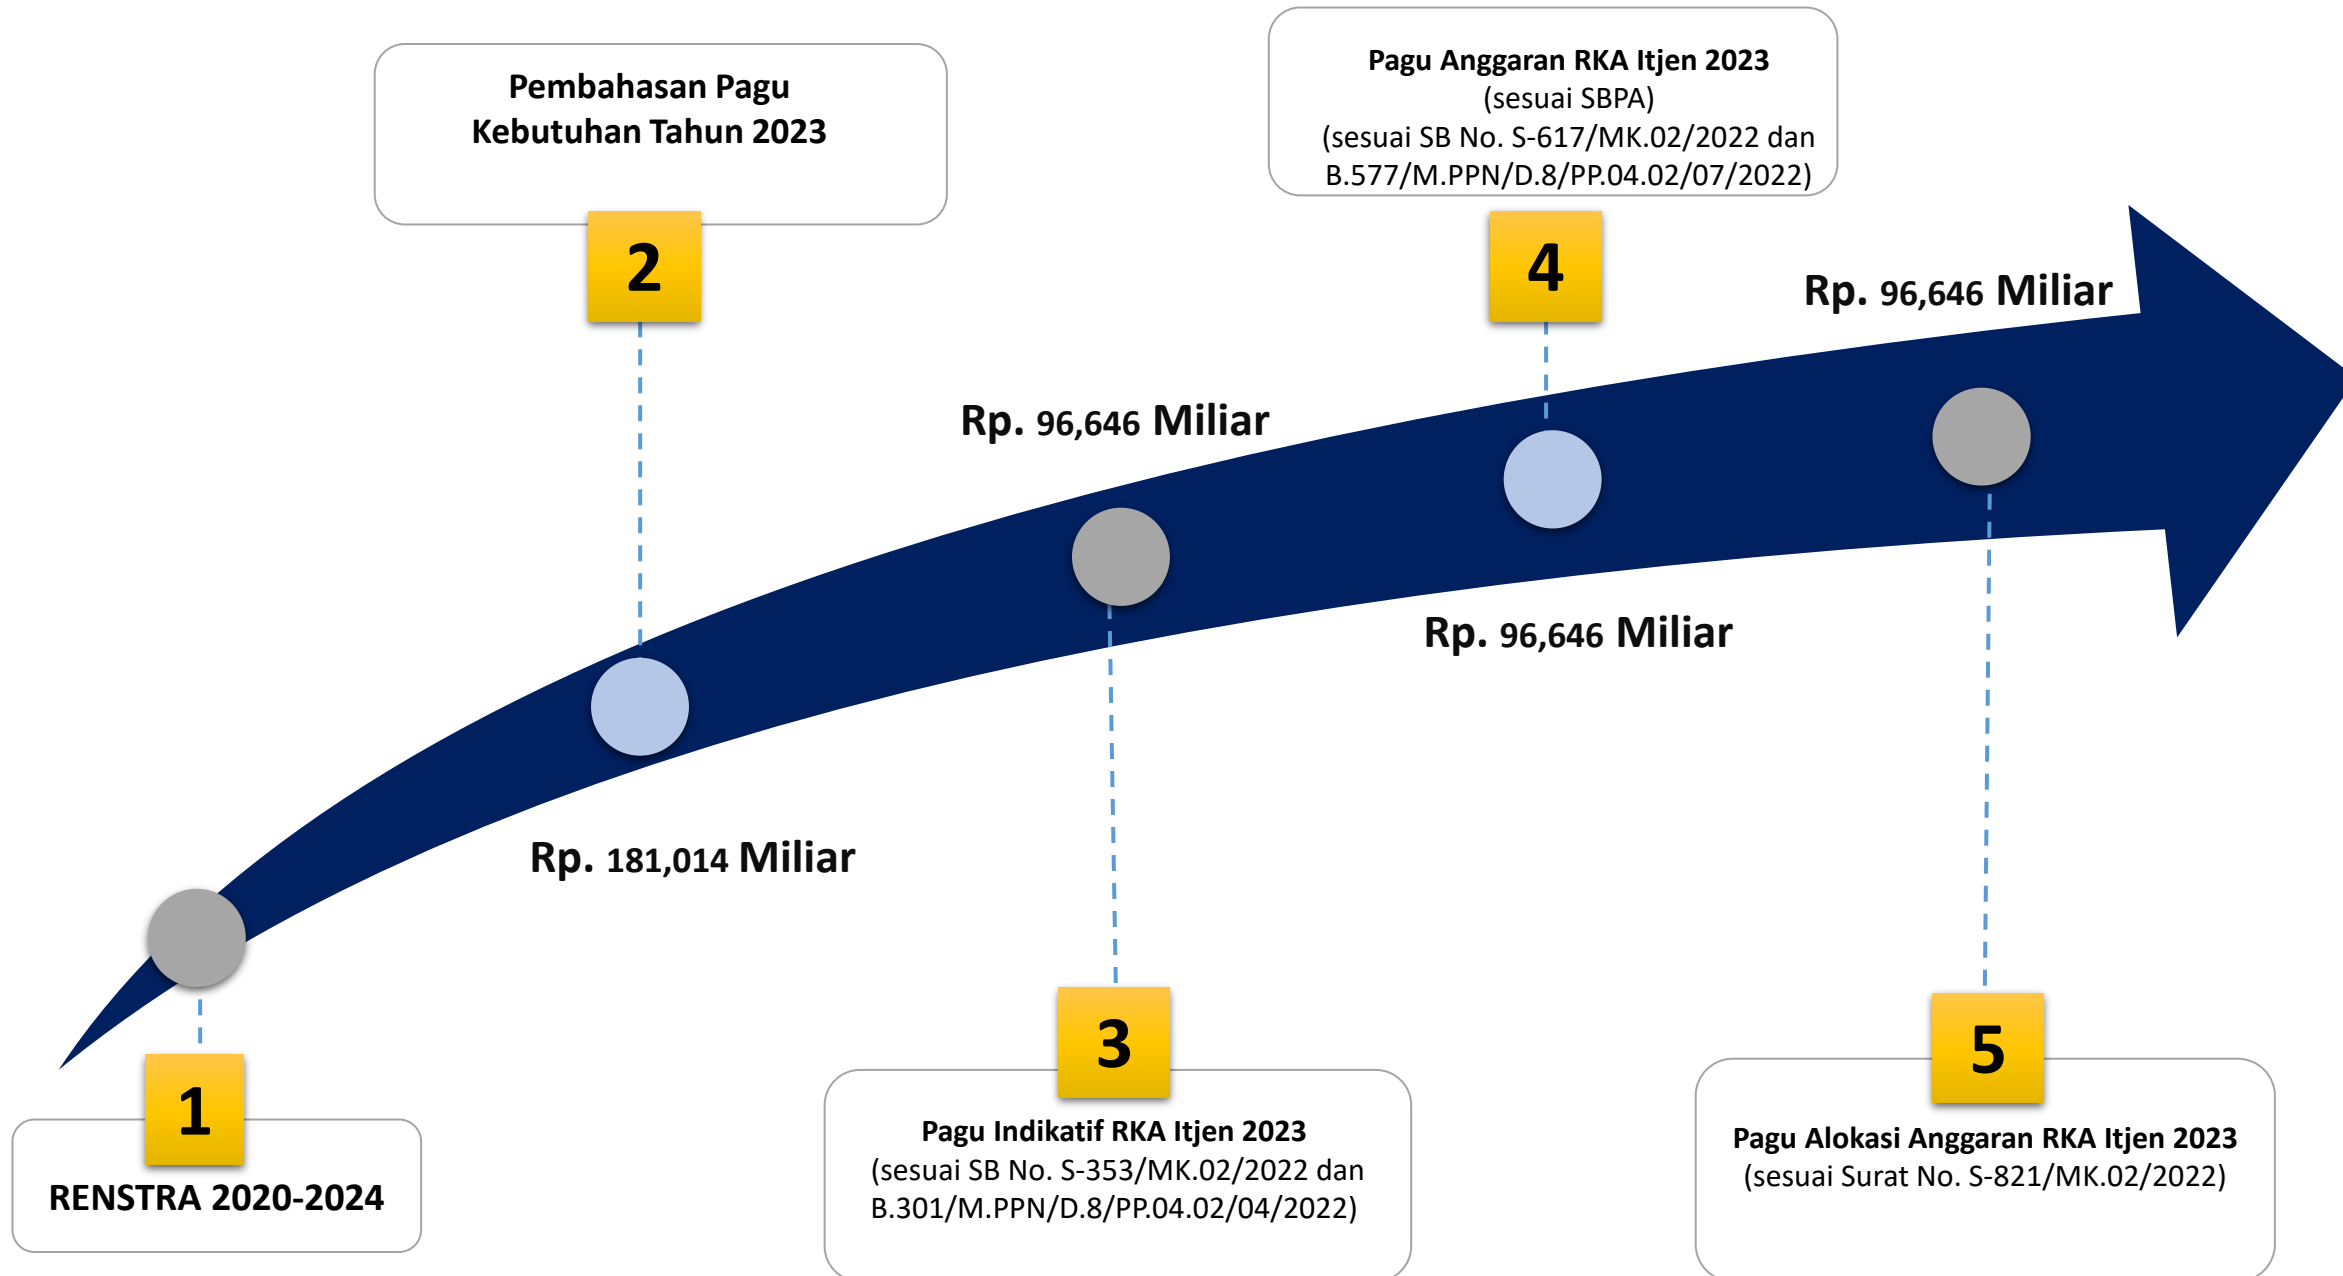 1
RENSTRA 2020-2024
Pembahasan Pagu
Kebutuhan Tahun 2023
2
Rp. 181,014 Miliar
Rp. 96,646 Miliar
3
Pagu Indikatif RKA Itjen 2023
(sesuai SB No. S-353/MK.02/2022 dan
B.301/M.PPN/D.8/PP.04.02/04/2022)
Pagu Anggaran RKA Itjen 2023
(sesuai SBPA)
(sesuai SB No. S-617/MK.02/2022 dan
B.577/M.PPN/D.8/PP.04.02/07/2022)
4
Rp. 96,646 Miliar
Rp. 96,646 Miliar
5
Pagu Alokasi Anggaran RKA Itjen 2023
(sesuai Surat No. S-821/MK.02/2022)